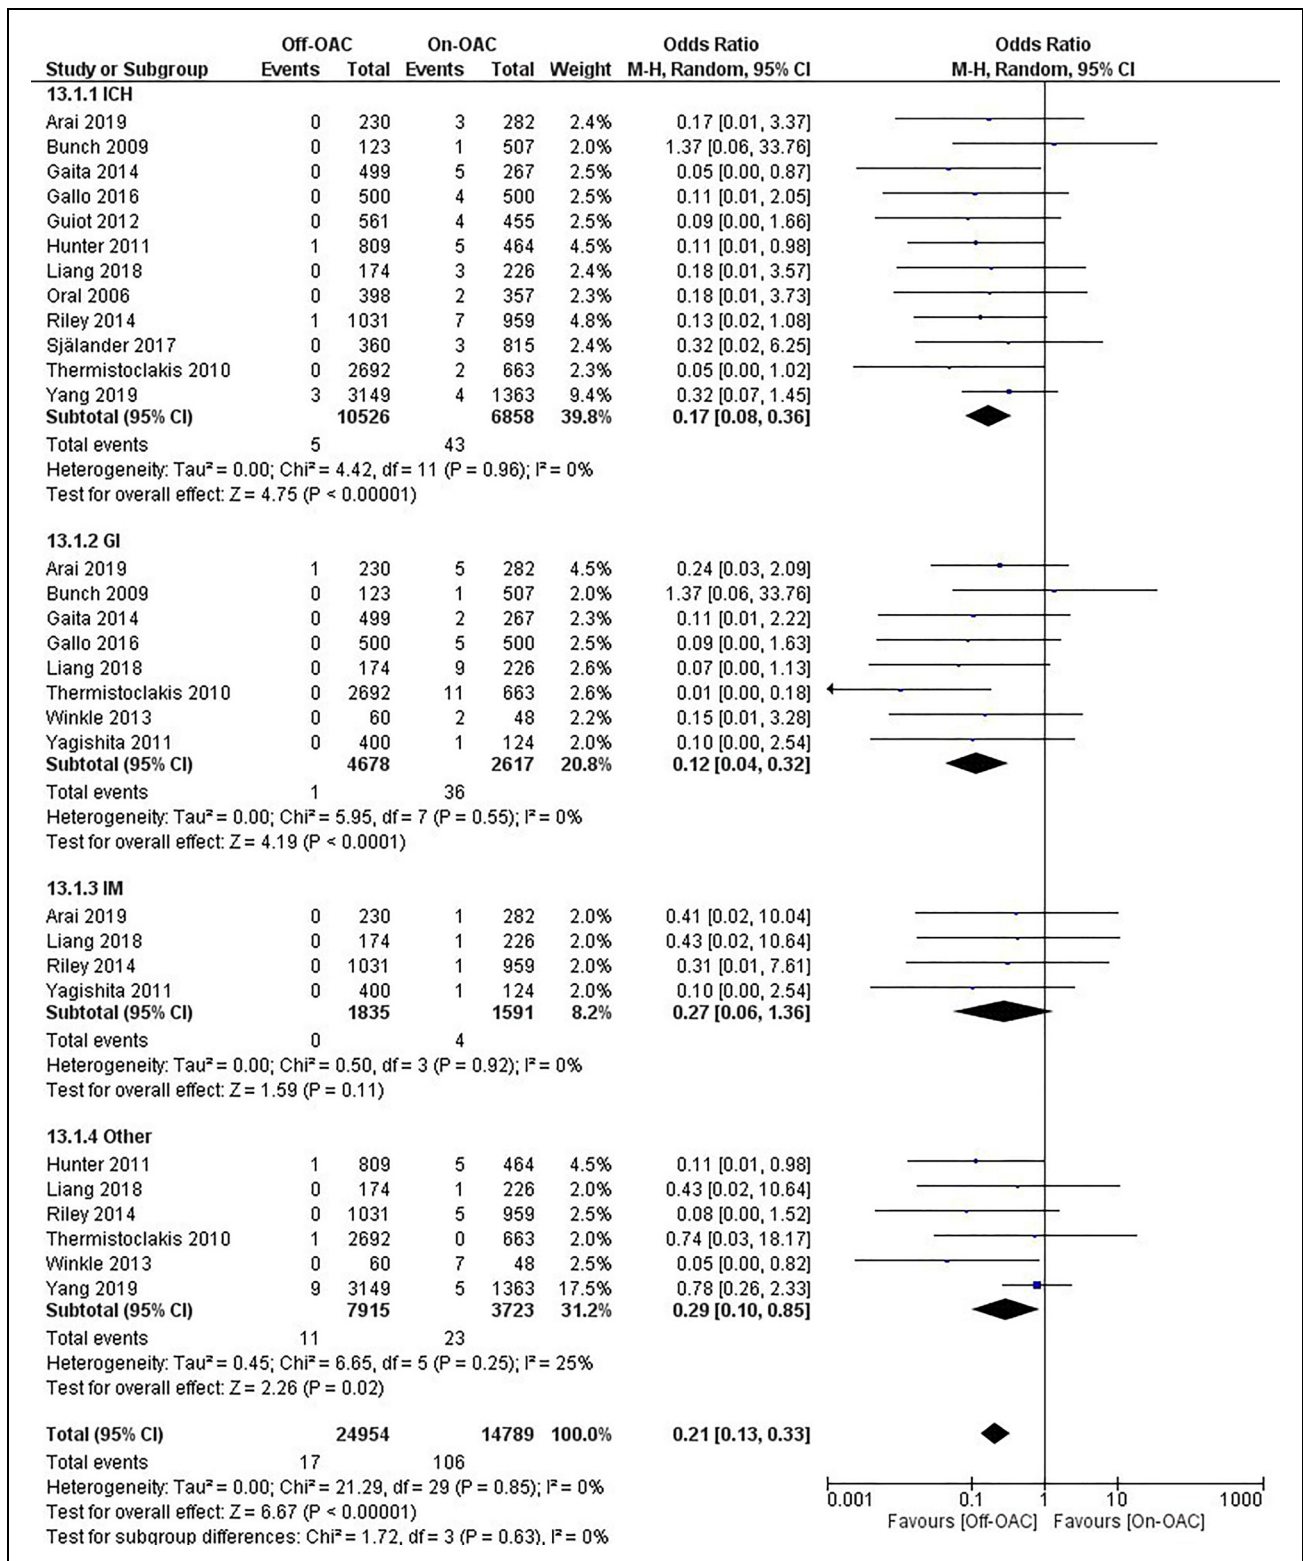 Off-OAC On-OAC Odds Ratio Odds Ratio
Study or Subgroup Events Total Events Total Weight M-H, Random, 95% CI M-H, Random, 95% CI
13.1.1 ICH
Arai 2019 0 230 3 282 2.4% 0.17 [0.01, 3.37]
Bunch 2009 0 123 1 507 2.0% 1.37 [0.06, 33.76]
Gaita 2014 0 499 5 267 2.5% 0.05 [0.00, 0.87]
Gallo 2016 0 500 4 500 2.5% 0.11 [0.01, 2.05]
Guiot 2012 0 561 4 455 2.5% 0.09 [0.00, 1.66]
Hunter 2011 1 809 5 464 4.5% 0.11 [0.01, 0.98]
Liang 2018 0 174 3 226 2.4% 0.18 [0.01, 3.57]
Oral 2006 0 398 2 357 2.3% 0.18 [0.01, 3.73]
Riley 2014 1 1031 7 959 4.8% 0.13 [0.02, 1.08]
Själander 2017 0 360 3 815 2.4% 0.32 [0.02, 6.25]
Thermistoclakis 2010 0 2692 2 663 2.3% 0.05 [0.00, 1.02]
Yang 2019 3 3149 4 1363 9.4% 0.32 [0.07, 1.45]
Subtotal (95% CI) 10526 6858 39.8% 0.17 [0.08, 0.36]
Total events 5 43
Heterogeneity: Tau² = 0.00; Chi² = 4.42, df = 11 (P = 0.96); I² = 0%
Test for overall effect: Z = 4.75 (P < 0.00001)
13.1.2 GI
Arai 2019 1 230 5 282 4.5% 0.24 [0.03, 2.09]
Bunch 2009 0 123 1 507 2.0% 1.37 [0.06, 33.76]
Gaita 2014 0 499 2 267 2.3% 0.11 [0.01, 2.22]
Gallo 2016 0 500 5 500 2.5% 0.09 [0.00, 1.63]
Liang 2018 0 174 9 226 2.6% 0.07 [0.00, 1.13]
Thermistoclakis 2010 0 2692 11 663 2.6% 0.01 [0.00, 0.18]
Winkle 2013 0 60 2 48 2.2% 0.15 [0.01, 3.28]
Yagishita 2011 0 400 1 124 2.0% 0.10 [0.00, 2.54]
Subtotal (95% CI) 4678 2617 20.8% 0.12 [0.04, 0.32]
Total events 1 36
Heterogeneity: Tau² = 0.00; Chi² = 5.95, df = 7 (P = 0.55); I² = 0%
Test for overall effect: Z = 4.19 (P < 0.0001)
13.1.3 IM
Arai 2019 0 230 1 282 2.0% 0.41 [0.02, 10.04]
Liang 2018 0 174 1 226 2.0% 0.43 [0.02, 10.64]
Riley 2014 0 1031 1 959 2.0% 0.31 [0.01, 7.61]
Yagishita 2011 0 400 1 124 2.0% 0.10 [0.00, 2.54]
Subtotal (95% CI) 1835 1591 8.2% 0.27 [0.06, 1.36]
Total events 0 4
Heterogeneity: Tau² = 0.00; Chi² = 0.50, df = 3 (P = 0.92); I² = 0%
Test for overall effect: Z = 1.59 (P = 0.11)
13.1.4 Other
Hunter 2011 1 809 5 464 4.5% 0.11 [0.01, 0.98]
Liang 2018 0 174 1 226 2.0% 0.43 [0.02, 10.64]
Riley 2014 0 1031 5 959 2.5% 0.08 [0.00, 1.52]
Thermistoclakis 2010 1 2692 0 663 2.0% 0.74 [0.03, 18.17]
Winkle 2013 0 60 7 48 2.5% 0.05 [0.00, 0.82]
Yang 2019 9 3149 5 1363 17.5% 0.78 [0.26, 2.33]
Subtotal (95% CI) 7915 3723 31.2% 0.29 [0.10, 0.85]
Total events 11 23
Heterogeneity: Tau² = 0.45; Chi² = 6.65, df = 5 (P = 0.25); I² = 25%
Test for overall effect: Z = 2.26 (P = 0.02)
Total (95% CI) 24954 14789 100.0% 0.21 [0.13, 0.33]
Total events 17 106
Heterogeneity: Tau² = 0.00; Chi² = 21.29, df = 29 (P = 0.85); I² = 0%
Test for overall effect: Z = 6.67 (P < 0.00001)
Test for subgroup differences: Chi² = 1.72, df = 3 (P = 0.63), I² = 0%
0.001 0.1 1 10 1000
Favours [Off-OAC] Favours [On-OAC]